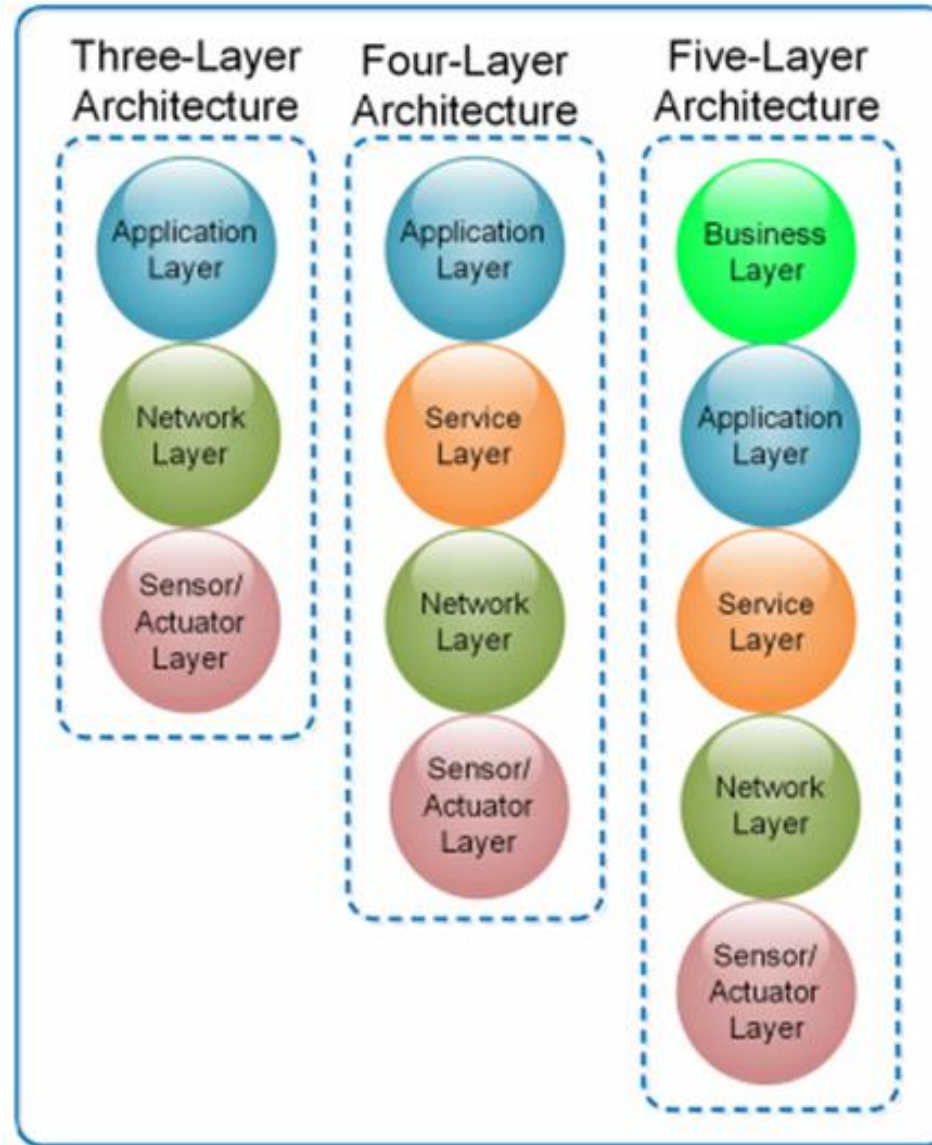 Three-Layer
Architecture
Application
Layer
Network
Layer
Sensor/
Actuator
Layer
Four-Layer
Architecture
Application
Layer
Service
Layer
Network
Layer
Sensor/
Actuator
Layer
Five-Layer
Architecture
Business
Layer
Application
Layer
Service
Layer
Network
Layer
Sensor/
Actuator
Layer